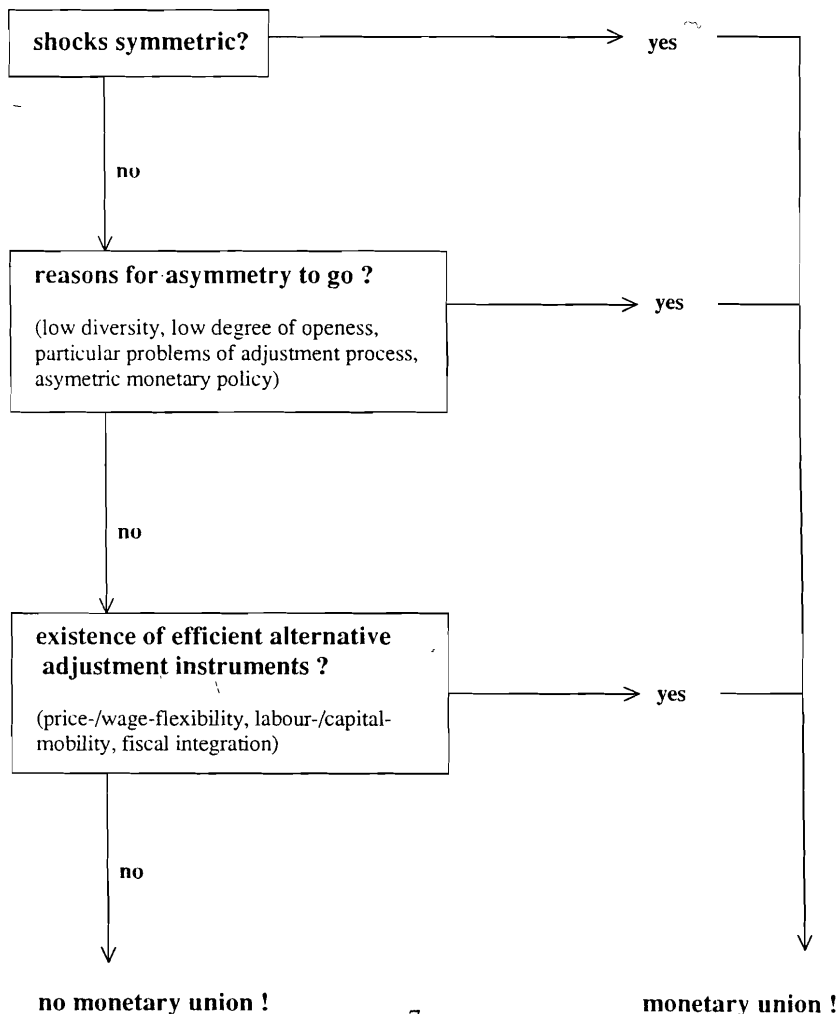 shocks symmetric?
yes
no
reasons for asymmetry to go ?
(low diversity, low degree of openess,
particular problems of adjustment process,
asymetric monetary policy)
yes
no
existence of efficient alternative
adjustment instruments ?
(price-/wage-flexibility, labour-/capital-
mobility, fiscal integration)
yes
no
no monetary union !
monetary union !